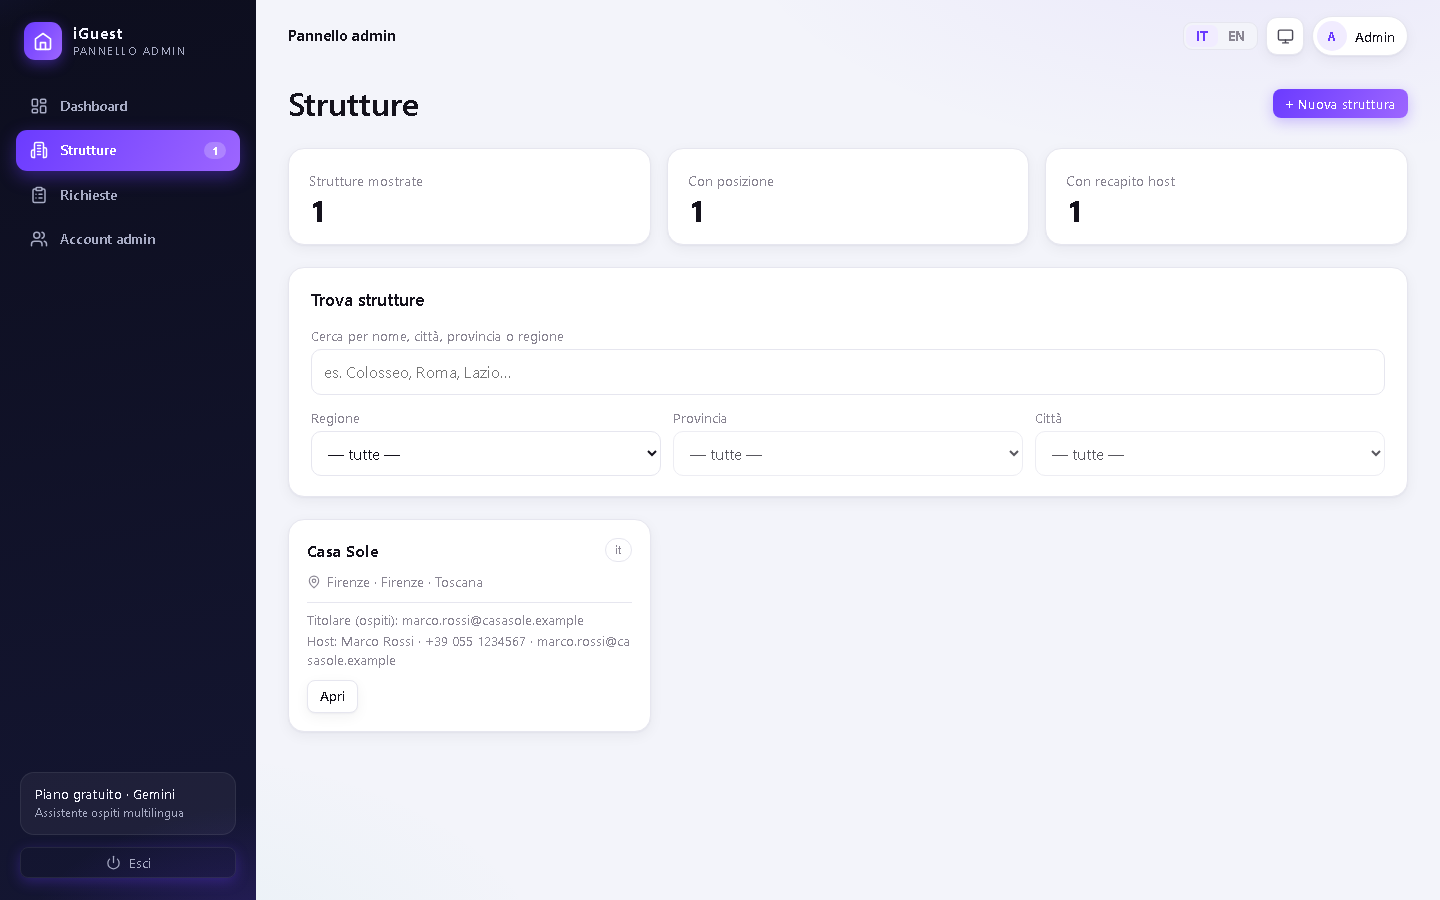 iGuest
PANNELLO ADMIN
Dashboard
Strutture 1
Richieste
Account admin
Piano gratuito · Gemini
Assistente ospiti multilingua
Esci
Pannello admin
IT EN
A Admin
Strutture
+ Nuova struttura
Strutture mostrate
1
Con posizione
1
Con recapito host
1
Trova strutture
Cerca per nome, città, provincia o regione
es. Colosseo, Roma, Lazio...
Regione
— tutte —
Provincia
— tutte —
Città
— tutte —
Casa Sole
it
Firenze · Firenze · Toscana
Titolare (ospiti): marco.rossi@casasole.example
Host: Marco Rossi · +39 055 1234567 · marco.rossi@ca
sasole.example
Apri